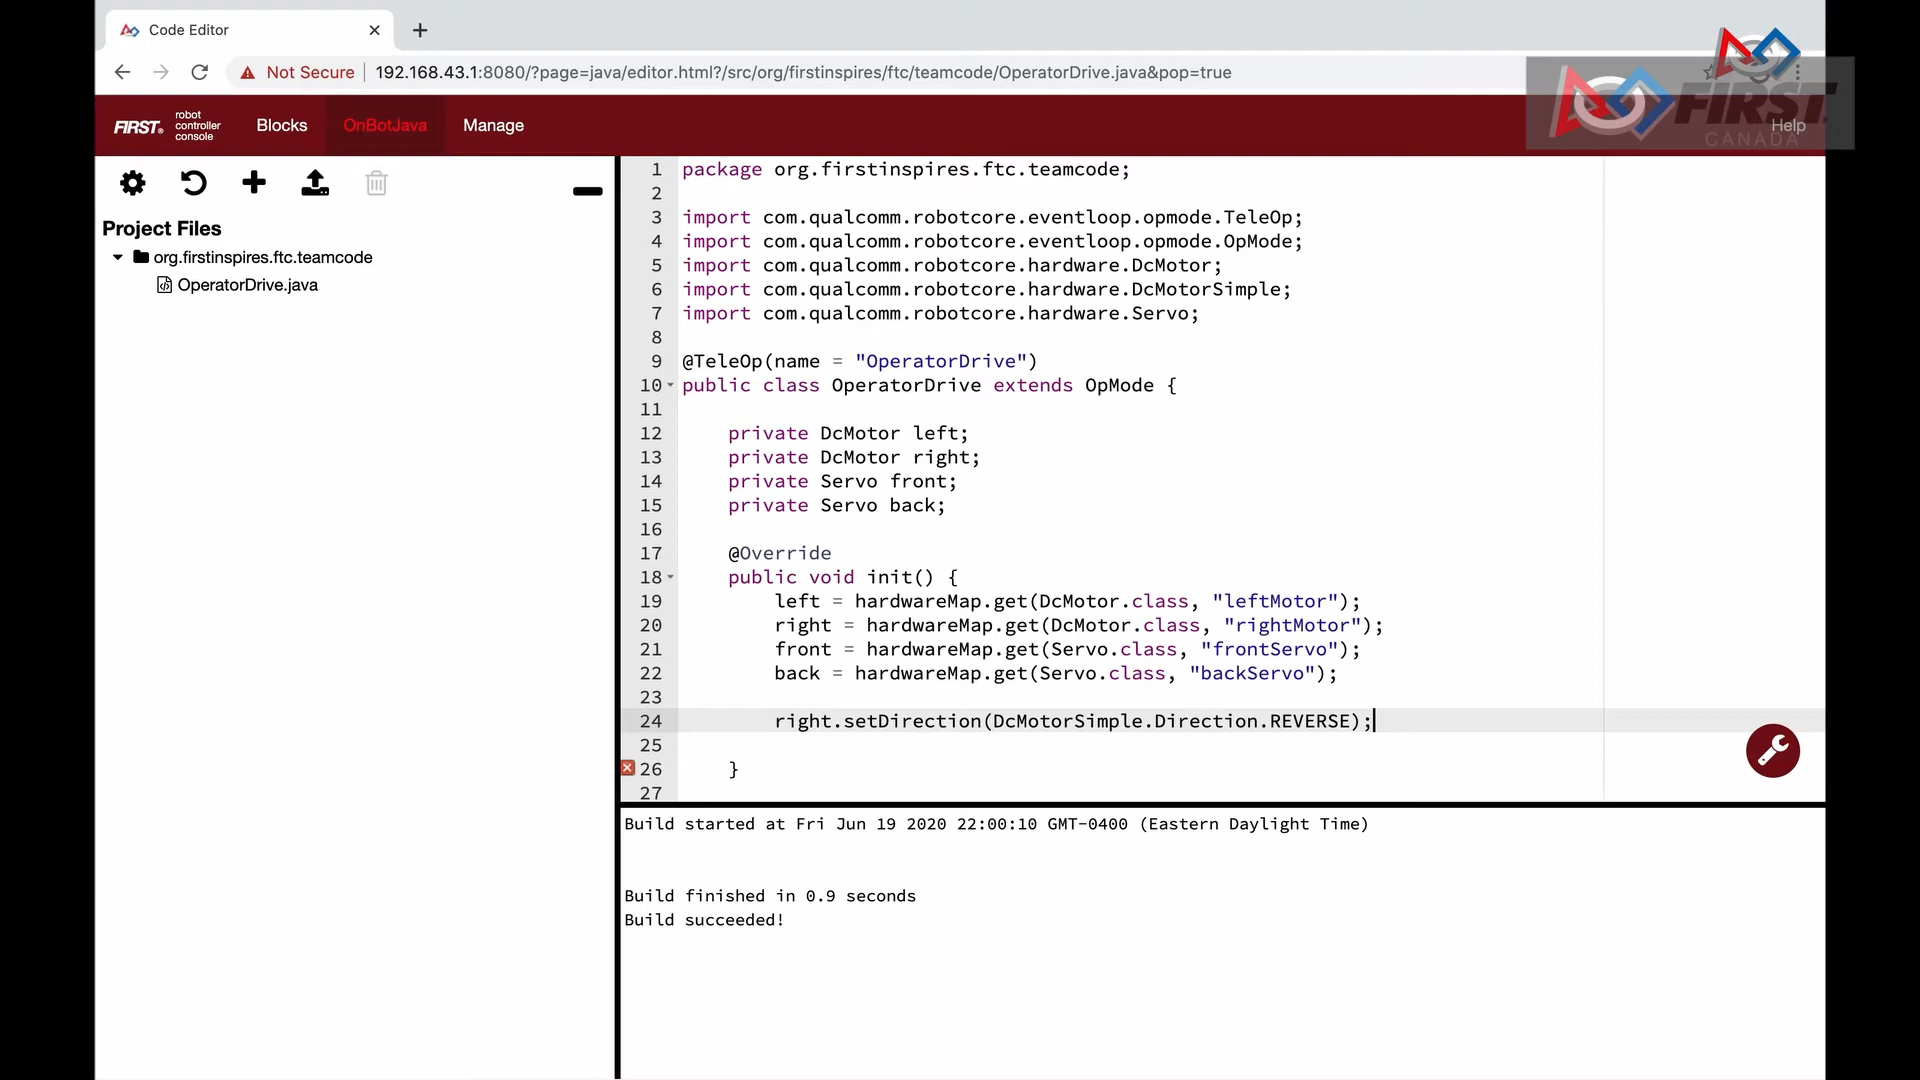 Code Editor
Not Secure
192.168.43.1:8080/?page=java/editor.html?/src/org/firstinspires/ftc/teamcode/OperatorDrive.java&pop=true
FIRST
CANADA
FIRST®
robot
controller
console
Blocks
OnBotJava
Manage
Help
Project Files
org.firstinspires.ftc.teamcode
OperatorDrive.java
1 package org.firstinspires.ftc.teamcode;
2
3 import com.qualcomm.robotcore.eventloop.opmode.TeleOp;
4 import com.qualcomm.robotcore.eventloop.opmode.OpMode;
5 import com.qualcomm.robotcore.hardware.DcMotor;
6 import com.qualcomm.robotcore.hardware.DcMotorSimple;
7 import com.qualcomm.robotcore.hardware.Servo;
8
9 @TeleOp(name = "OperatorDrive")
10 public class OperatorDrive extends OpMode {
11
12 private DcMotor left;
13 private DcMotor right;
14 private Servo front;
15 private Servo back;
16
17 @Override
18 public void init() {
19 left = hardwareMap.get(DcMotor.class, "leftMotor");
20 right = hardwareMap.get(DcMotor.class, "rightMotor");
21 front = hardwareMap.get(Servo.class, "frontServo");
22 back = hardwareMap.get(Servo.class, "backServo");
23
24 right.setDirection(DcMotorSimple.Direction.REVERSE);
25
26 }
27
Build started at Fri Jun 19 2020 22:00:10 GMT-0400 (Eastern Daylight Time)
Build finished in 0.9 seconds
Build succeeded!